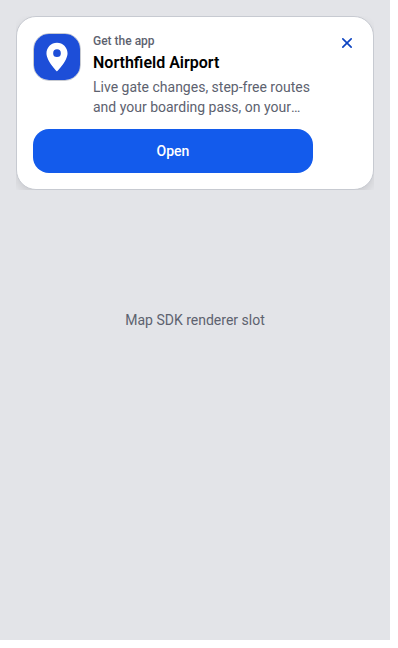 Get the app
Northfield Airport
Live gate changes, step-free routes
and your boarding pass, on your…
Open
Map SDK renderer slot